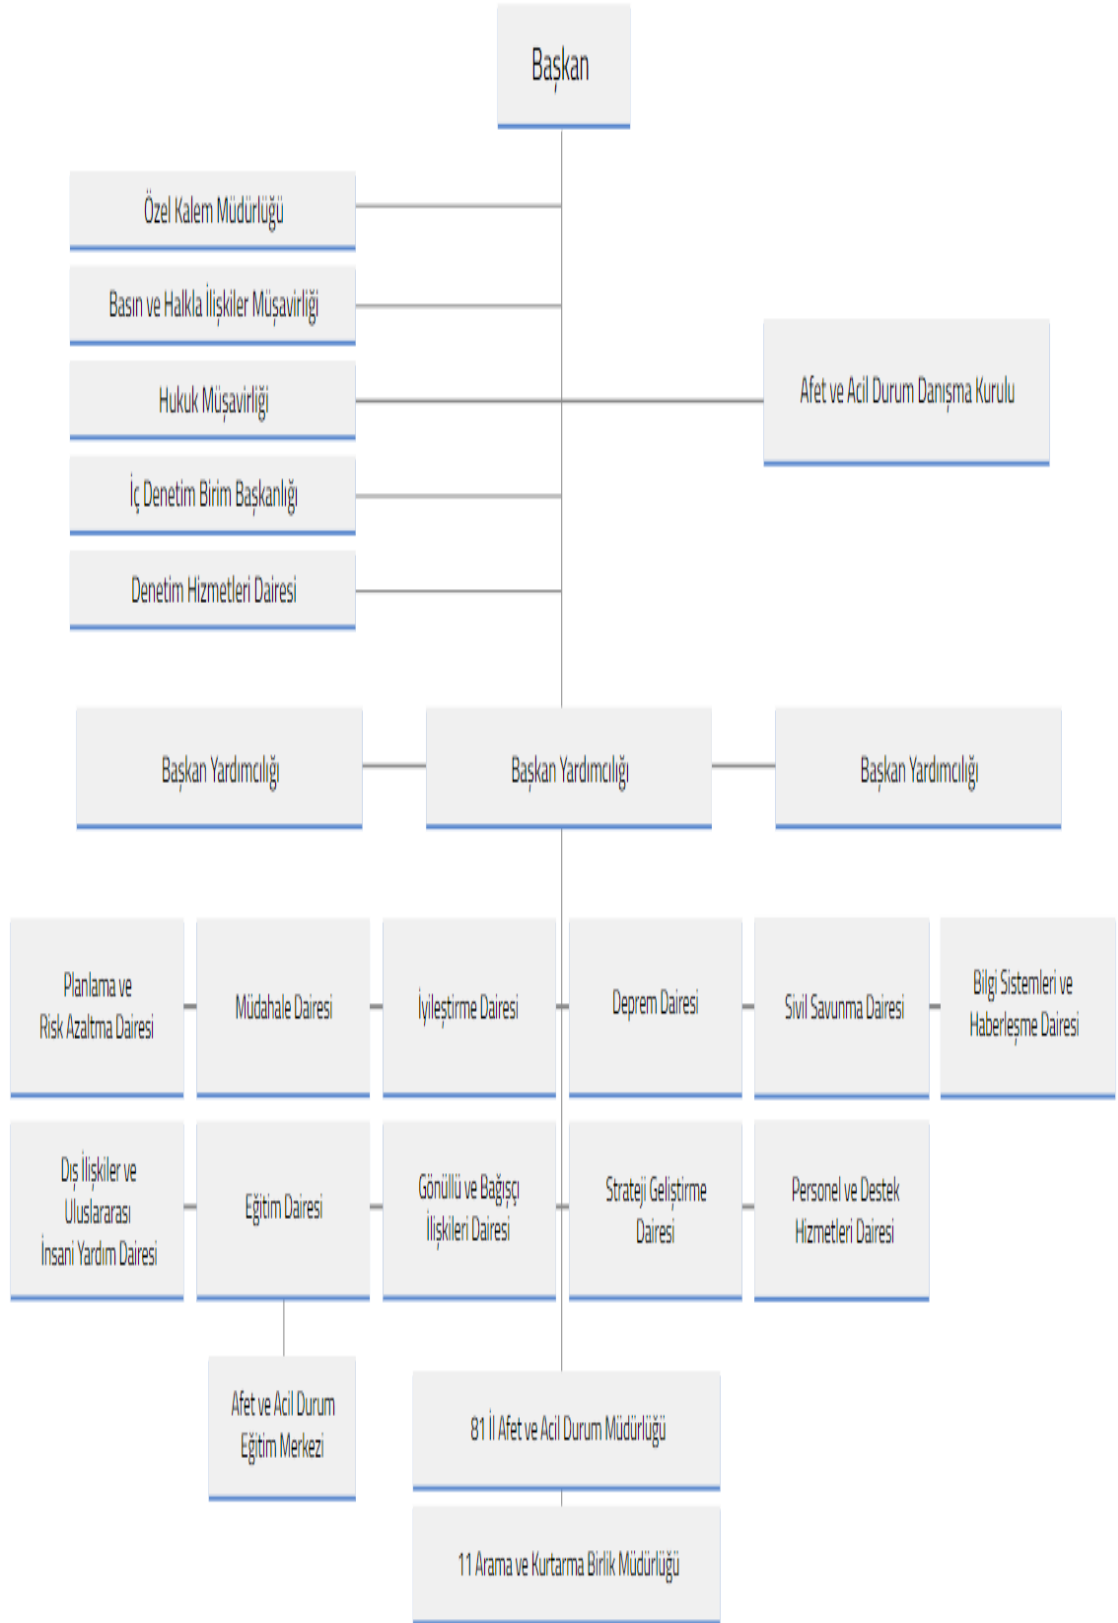 Başkan
Özel Kalem Müdürlüğü
Basın ve Halkla İlişkiler Müşavirliği
Hukuk Müşavirliği
Afet ve Acil Durum Danışma Kurulu
İç Denetim Birim Başkanlığı
Denetim Hizmetleri Dairesi
Başkan Yardımcılığı
Başkan Yardımcılığı
Başkan Yardımcılığı
Planlama ve
Risk Azaltma Dairesi
Müdahale Dairesi
İyileştirme Dairesi
Deprem Dairesi
Sivil Savunma Dairesi
Bilgi Sistemleri ve
Haberleşme Dairesi
Dış İlişkiler ve
Uluslararası
İnsani Yardım Dairesi
Eğitim Dairesi
Gönüllü ve Bağışçı
İlişkileri Dairesi
Strateji Geliştirme
Dairesi
Personel ve Destek
Hizmetleri Dairesi
Afet ve Acil Durum
Eğitim Merkezi
81 İl Afet ve Acil Durum Müdürlüğü
11 Arama ve Kurtarma Birlik Müdürlüğü